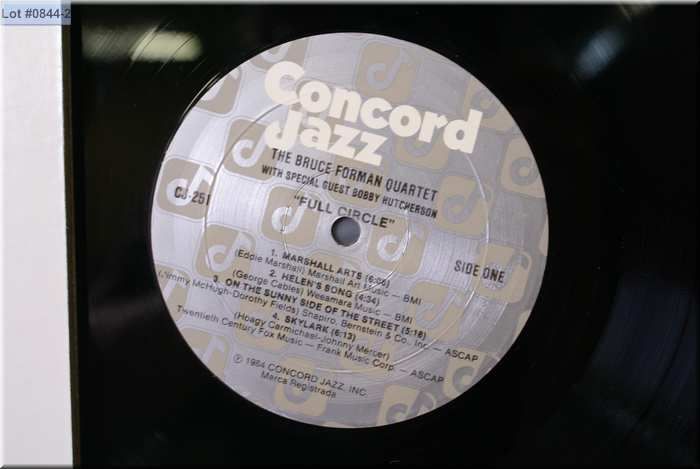 Lot #0844-2
Concord
Jazz
THE BRUCE FORMAN QUARTET
WITH SPECIAL GUEST BOBBY HUTCHERSON
CJ-251
"FULL CIRCLE"
SIDE ONE
1. MARSHALL ARTS (6:06)
(Eddie Marshall) Marshall Art Music — BMI
2. HELEN'S SONG (4:34)
(George Cables) Weeamara Music — BMI
3. ON THE SUNNY SIDE OF THE STREET (5:18)
(Jimmy McHugh-Dorothy Fields) Shapiro, Bernstein & Co., Inc. — ASCAP
4. SKYLARK (6:13)
(Hoagy Carmichael-Johnny Mercer)
Twentieth Century Fox Music — Frank Music Corp. — ASCAP
℗ 1984 CONCORD JAZZ, INC.
Marca Registrada